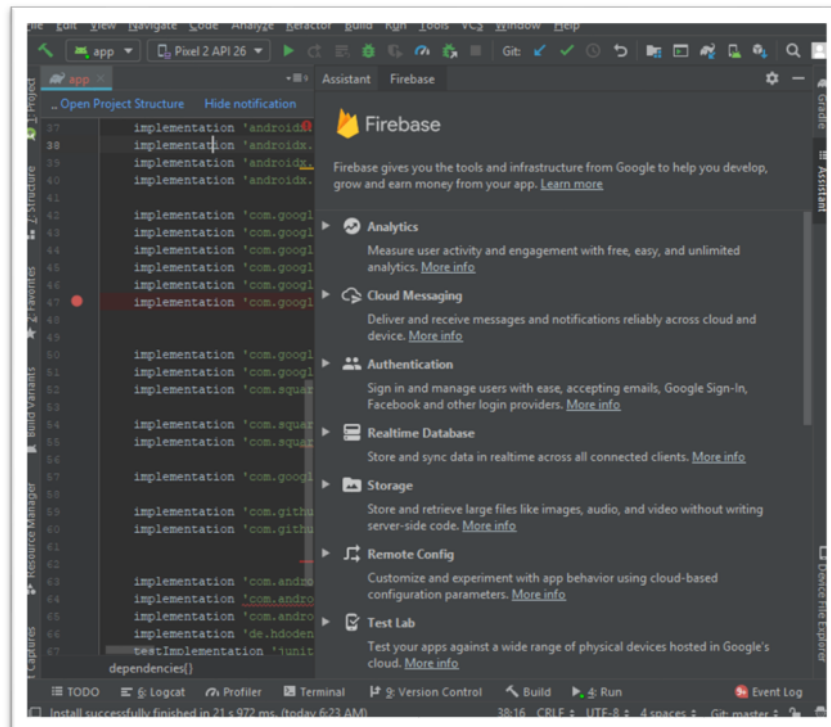 File Edit View Navigate Code Analyze Refactor Build Run Tools VCS Window Help
app Pixel 2 API 26 Git:
app Assistant Firebase
.. Open Project Structure Hide notification
1: Project
7: Structure
2: Favorites
Build Variants
Resource Manager
t Captures
37 implementation 'android
38 implementation 'androidx.
39 implementation 'androidx.
40 implementation 'androidx.
41
42 implementation 'com.googl
43 implementation 'com.googl
44 implementation 'com.googl
45 implementation 'com.googl
46 implementation 'com.googl
47 implementation 'com.googl
48
50 implementation 'com.googl
51 implementation 'com.googl
52 implementation 'com.squar
53
54 implementation 'com.squar
55 implementation 'com.squar
56
57 implementation 'com.googl
58
59 implementation 'com.githu
60 implementation 'com.githu
61
62
63 implementation 'com.andro
64 implementation 'com.andro
65 implementation 'com.andro
66 implementation 'de.hdoden
67 testImplementation 'junit
dependencies{}
Firebase
Firebase gives you the tools and infrastructure from Google to help you develop,
grow and earn money from your app. Learn more
Analytics
Measure user activity and engagement with free, easy, and unlimited
analytics. More info
Cloud Messaging
Deliver and receive messages and notifications reliably across cloud and
device. More info
Authentication
Sign in and manage users with ease, accepting emails, Google Sign-In,
Facebook and other login providers. More info
Realtime Database
Store and sync data in realtime across all connected clients. More info
Storage
Store and retrieve large files like images, audio, and video without writing
server-side code. More info
Remote Config
Customize and experiment with app behavior using cloud-based
configuration parameters. More info
Test Lab
Test your apps against a wide range of physical devices hosted in Google's
cloud. More info
Gradle
Assistant
Device File Explorer
TODO 6: Logcat Profiler Terminal 9: Version Control Build 4: Run Event Log
Install successfully finished in 21 s 972 ms. (today 6:23 AM) 38:16 CRLF UTF-8 4 spaces Git: master